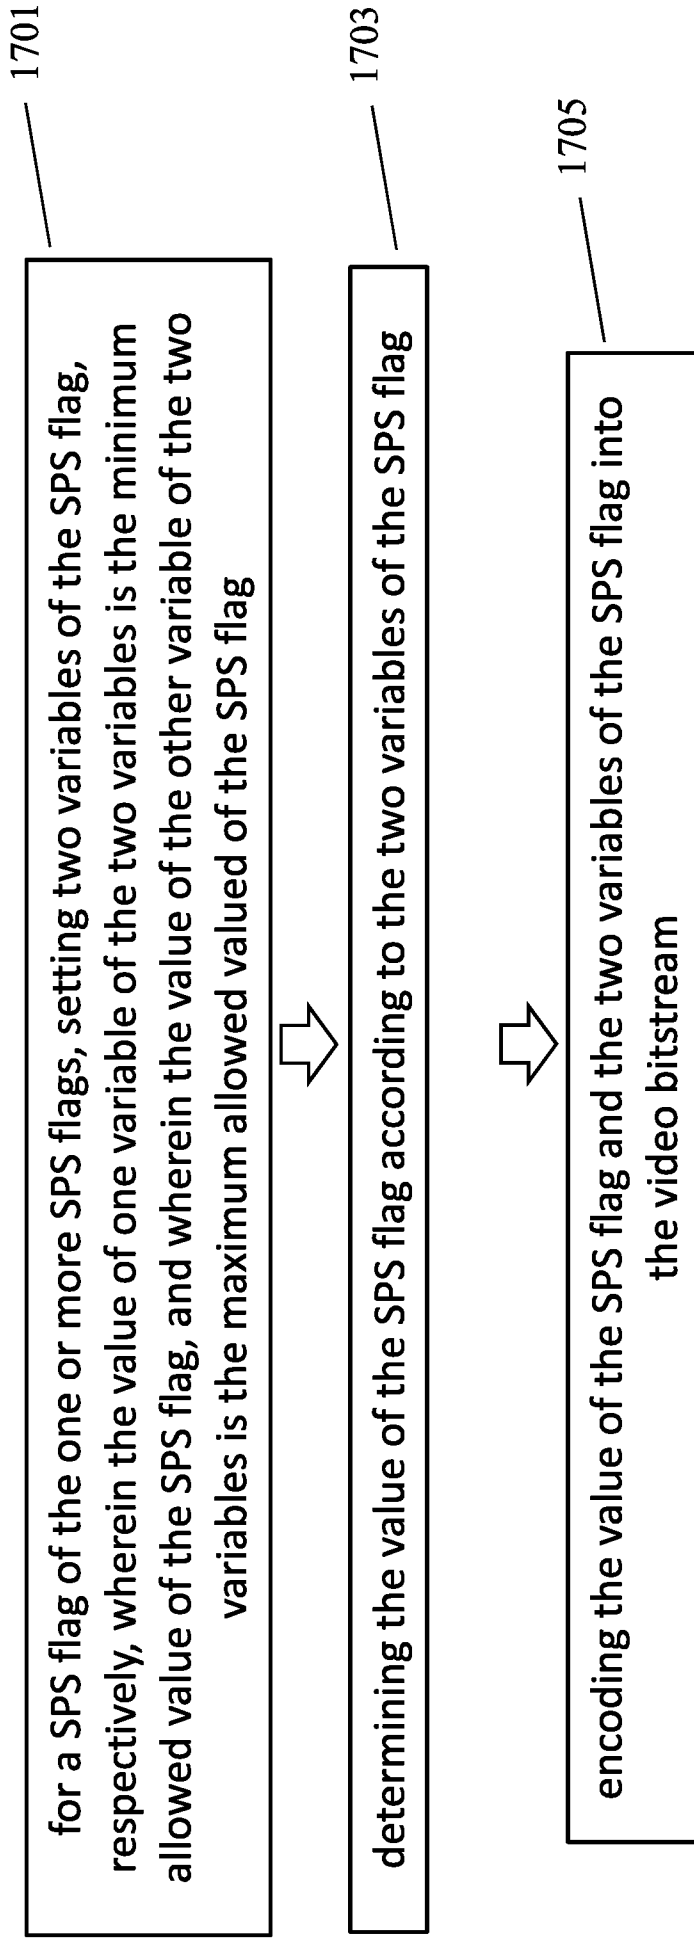 1701
for a SPS flag of the one or more SPS flags, setting two variables of the SPS flag,
respectively, wherein the value of one variable of the two variables is the minimum
allowed value of the SPS flag, and wherein the value of the other variable of the two
variables is the maximum allowed valued of the SPS flag
1703
determining the value of the SPS flag according to the two variables of the SPS flag
1705
encoding the value of the SPS flag and the two variables of the SPS flag into
the video bitstream